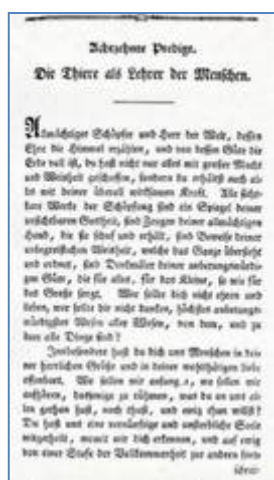 Achtzehnte Predigt.
Die Thiere als Lehrer der Menschen.
Allmächtiger Schöpfer und Herr der Welt, dessen
Ehre die Himmel erzählen, und von dessen Güte die
Erde voll ist, du hast nicht nur alles mit großer Macht
und Weisheit geschaffen, sondern du erhältst auch al-
les mit deiner überall wirksamen Kraft. Alle sicht-
bare Werke der Schöpfung sind ein Spiegel deiner
unsichtbaren Gottheit, sind Zeugen deiner allmächtigen
Hand, die sie schuf und erhält, sind Beweise deiner
unbegreiflichen Weisheit, welche das Ganze übersieht
und ordnet, sind Denkmäler deiner anbetungswürdi-
gen Güte, die für alles, für das Kleine, so wie für
das Große sorgt. Wer sollte dich nicht ehren und
lieben, wer sollte dir nicht danken, höchstes anbetungs-
würdigstes Wesen aller Wesen, von dem, und zu
dem alle Dinge sind?
Insbesondere hast du dich uns Menschen in dei-
ner herrlichen Größe und in deiner wohlthätigen Liebe
offenbart. Wo sollen wir anfangen, wo sollen wir
aufhören, dasjenige zu rühmen, was du an uns al-
len gethan hast, noch thust, und ewig thun willst?
Du hast uns eine vernünftige und unsterbliche Seele
mitgetheilt, womit wir dich erkennen, und auf ewig
von einer Stufe der Vollkommenheit zur andern fort-
schrei-